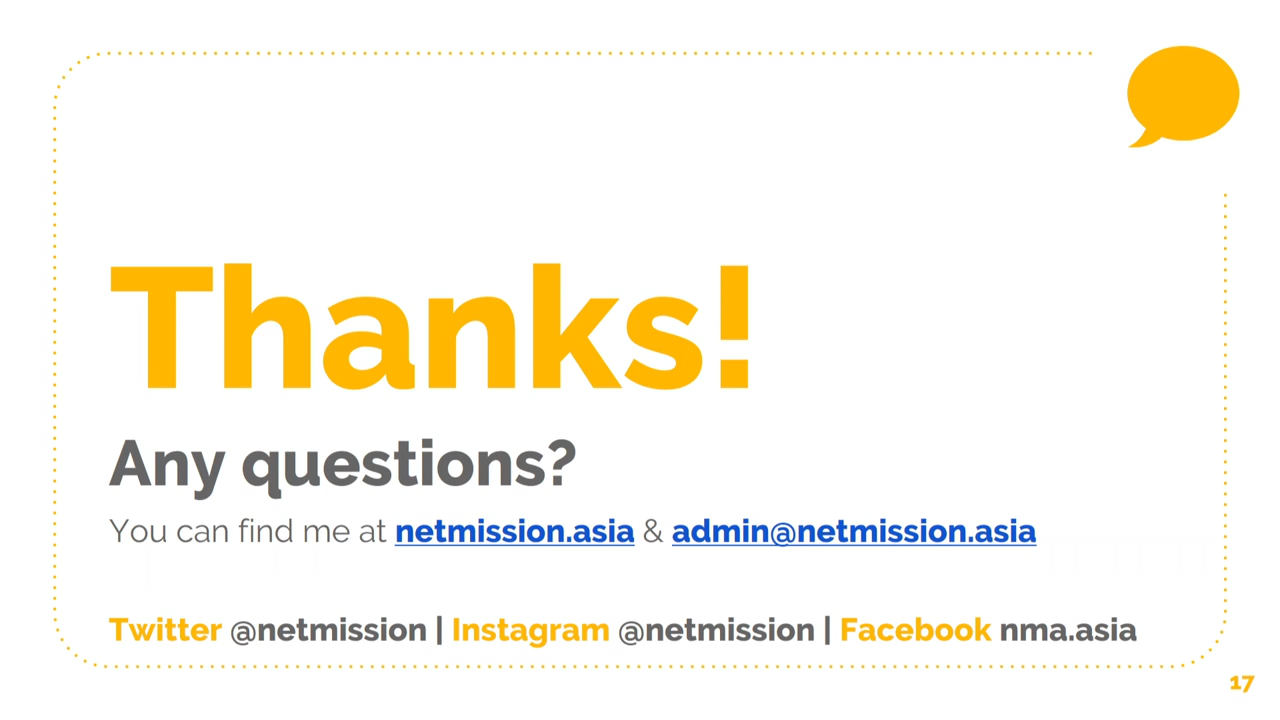 Thanks!
Any questions?
You can find me at netmission.asia & admin@netmission.asia
Twitter @netmission | Instagram @netmission | Facebook nma.asia
17